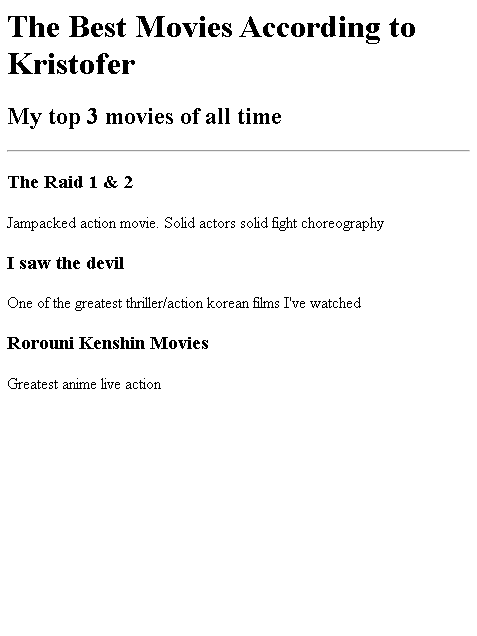 The Best Movies According to
Kristofer
My top 3 movies of all time
The Raid 1 & 2
Jampacked action movie. Solid actors solid fight choreography
I saw the devil
One of the greatest thriller/action korean films I've watched
Rorouni Kenshin Movies
Greatest anime live action